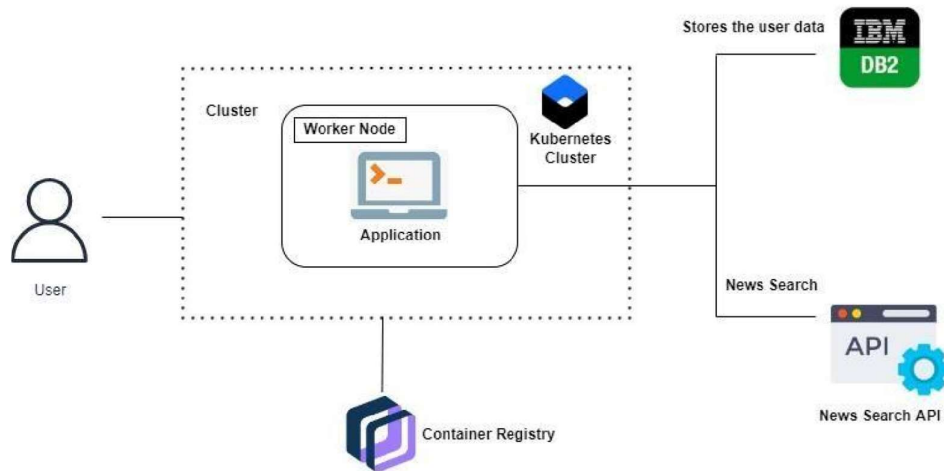 Stores the user data
IBM
DB2
Cluster
Worker Node
Kubernetes
Cluster
Application
User
News Search
API
News Search API
Container Registry